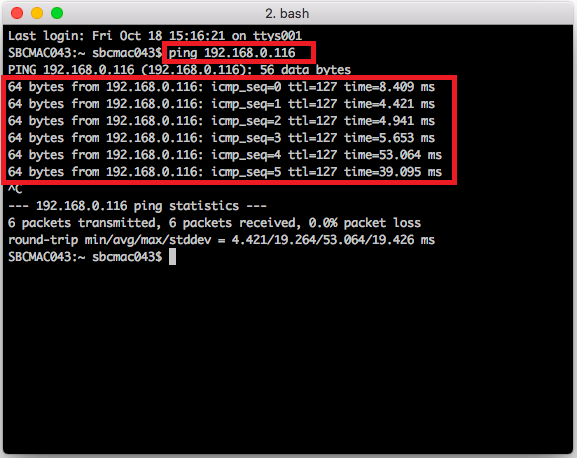 2. bash
Last login: Fri Oct 18 15:16:21 on ttys001
SBCMAC043:~ sbcmac043$ ping 192.168.0.116
PING 192.168.0.116 (192.168.0.116): 56 data bytes
64 bytes from 192.168.0.116: icmp_seq=0 ttl=127 time=8.409 ms
64 bytes from 192.168.0.116: icmp_seq=1 ttl=127 time=4.421 ms
64 bytes from 192.168.0.116: icmp_seq=2 ttl=127 time=4.941 ms
64 bytes from 192.168.0.116: icmp_seq=3 ttl=127 time=5.653 ms
64 bytes from 192.168.0.116: icmp_seq=4 ttl=127 time=53.064 ms
64 bytes from 192.168.0.116: icmp_seq=5 ttl=127 time=39.095 ms
^C
--- 192.168.0.116 ping statistics ---
6 packets transmitted, 6 packets received, 0.0% packet loss
round-trip min/avg/max/stddev = 4.421/19.264/53.064/19.426 ms
SBCMAC043:~ sbcmac043$